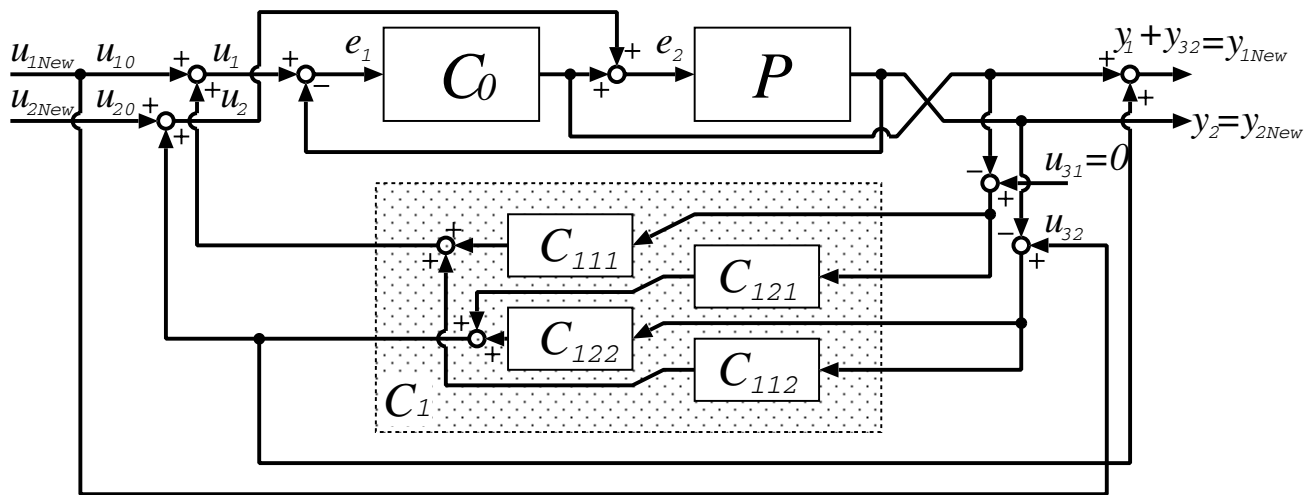 u1New u10 + u1 + e1 C0 + e2 P + y1+y32=y1New
+ − + +
u2New u20 + u2 y2=y2New
+
− + u31=0
− + u32
+ C111
+ C121
+ C122
+ C112
C1